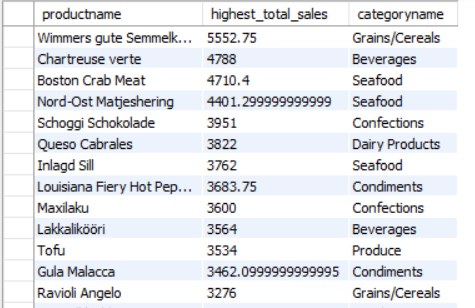 productname highest_total_sales categoryname
Wimmers gute Semmelk... 5552.75 Grains/Cereals
Chartreuse verte 4788 Beverages
Boston Crab Meat 4710.4 Seafood
Nord-Ost Matjeshering 4401.299999999999 Seafood
Schoggi Schokolade 3951 Confections
Queso Cabrales 3822 Dairy Products
Inlagd Sill 3762 Seafood
Louisiana Fiery Hot Pep... 3683.75 Condiments
Maxilaku 3600 Confections
Lakkalikööri 3564 Beverages
Tofu 3534 Produce
Gula Malacca 3462.0999999999995 Condiments
Ravioli Angelo 3276 Grains/Cereals